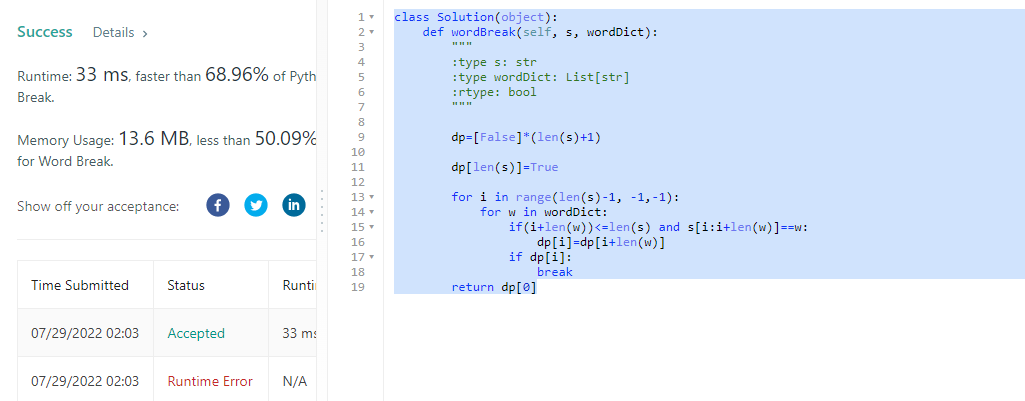 Success Details >
Runtime: 33 ms, faster than 68.96% of Pyth
Break.
Memory Usage: 13.6 MB, less than 50.09%
for Word Break.
Show off your acceptance:
f in
Time Submitted Status Runti
07/29/2022 02:03 Accepted 33 ms
07/29/2022 02:03 Runtime Error N/A
1 class Solution(object):
2 def wordBreak(self, s, wordDict):
3 """
4 :type s: str
5 :type wordDict: List[str]
6 :rtype: bool
7 """
8
9 dp=[False]*(len(s)+1)
10
11 dp[len(s)]=True
12
13 for i in range(len(s)-1, -1,-1):
14 for w in wordDict:
15 if(i+len(w))<=len(s) and s[i:i+len(w)]==w:
16 dp[i]=dp[i+len(w)]
17 if dp[i]:
18 break
19 return dp[0]